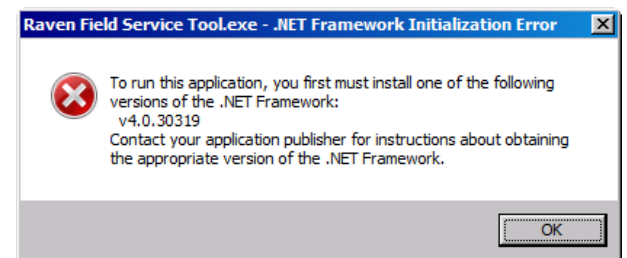 Raven Field Service Tool.exe - .NET Framework Initialization Error
To run this application, you first must install one of the following
versions of the .NET Framework:
v4.0.30319
Contact your application publisher for instructions about obtaining
the appropriate version of the .NET Framework.
OK